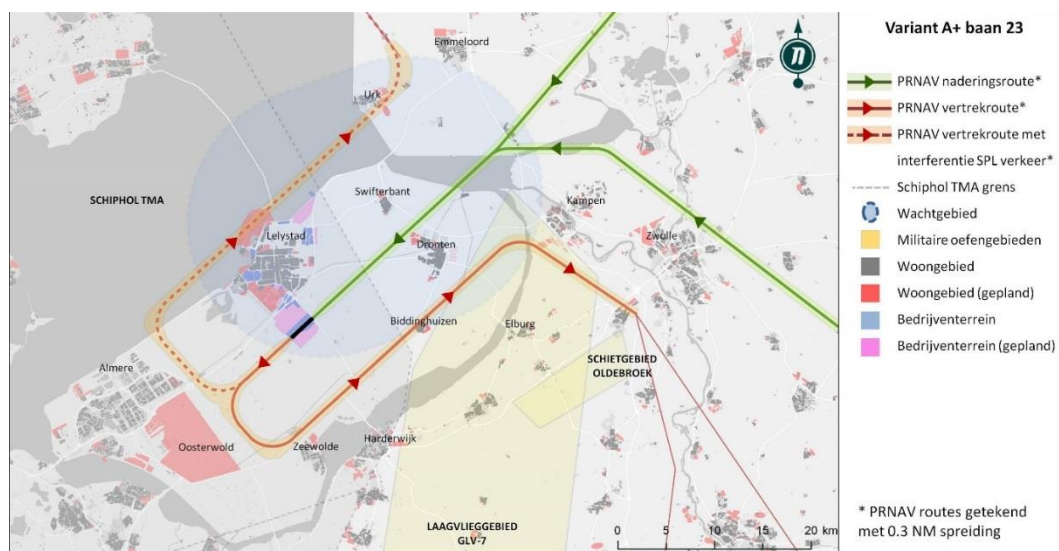 Variant A+ baan 23
PRNAV naderingsroute*
PRNAV vertrekroute*
PRNAV vertrekroute met
interferentie SPL verkeer*
Schiphol TMA grens
Wachtgebied
Militaire oefengebieden
Woongebied
Woongebied (gepland)
Bedrijventerrein
Bedrijventerrein (gepland)
* PRNAV routes getekend
met 0.3 NM spreiding
Emmeloord
Urk
SCHIPHOL TMA
Swifterbant
Kampen
Lelystad
Dronten
Zwolle
Biddinghuizen
Elburg
Almere
SCHIETGEBIED
OLDEBROEK
Oosterwold
Zeewolde
Harderwijk
LAAGVLIEGGEBIED
GLV-7
0 5 10 15 20 km